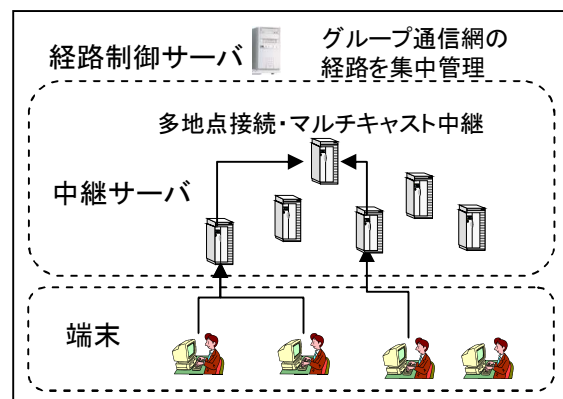 経路制御サーバ
グループ通信網の
経路を集中管理
多地点接続・マルチキャスト中継
中継サーバ
端末